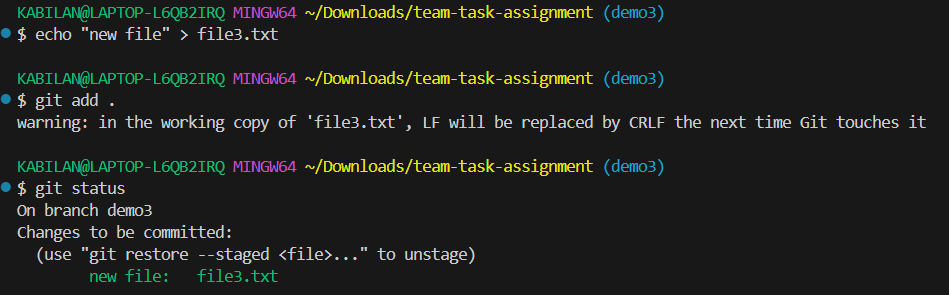 KABILAN@LAPTOP-L6QB2IRQ MINGW64 ~/Downloads/team-task-assignment (demo3)
$ echo "new file" > file3.txt
KABILAN@LAPTOP-L6QB2IRQ MINGW64 ~/Downloads/team-task-assignment (demo3)
$ git add .
warning: in the working copy of 'file3.txt', LF will be replaced by CRLF the next time Git touches it
KABILAN@LAPTOP-L6QB2IRQ MINGW64 ~/Downloads/team-task-assignment (demo3)
$ git status
On branch demo3
Changes to be committed:
  (use "git restore --staged <file>..." to unstage)
        new file:   file3.txt